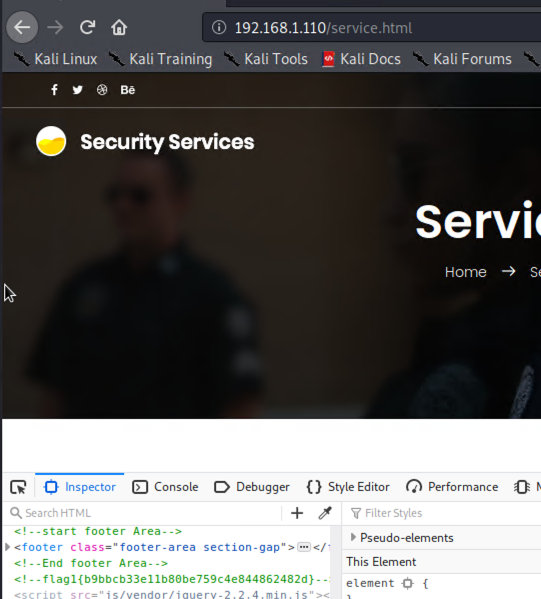 192.168.1.110/service.html
Kali Linux Kali Training Kali Tools Kali Docs Kali Forums
Bē
Security Services
Servic
Home → Se
Inspector Console Debugger Style Editor Performance M
Search HTML
Filter Styles
<!--start footer Area-->
<footer class="footer-area section-gap"> </f
<!--End footer Area-->
<!--flag1{b9bbcb33e11b80be759c4e844862482d}--
<script src="js/vendor/jquery-2.2.4.min.js"><
Pseudo-elements
This Element
element {
}